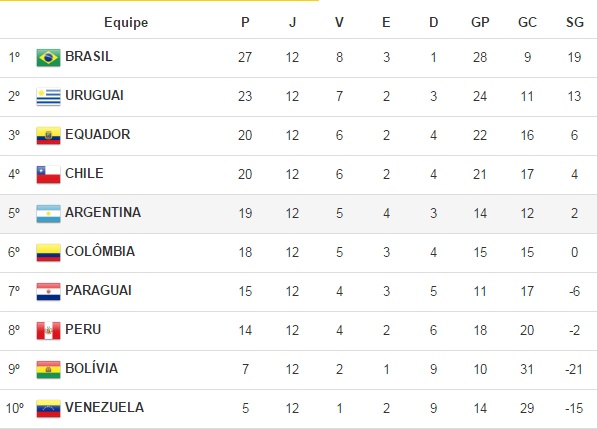 Equipe P J V E D GP GC SG
1º BRASIL 27 12 8 3 1 28 9 19
2º URUGUAI 23 12 7 2 3 24 11 13
3º EQUADOR 20 12 6 2 4 22 16 6
4º CHILE 20 12 6 2 4 21 17 4
5º ARGENTINA 19 12 5 4 3 14 12 2
6º COLÔMBIA 18 12 5 3 4 15 15 0
7º PARAGUAI 15 12 4 3 5 11 17 -6
8º PERU 14 12 4 2 6 18 20 -2
9º BOLÍVIA 7 12 2 1 9 10 31 -21
10º VENEZUELA 5 12 1 2 9 14 29 -15